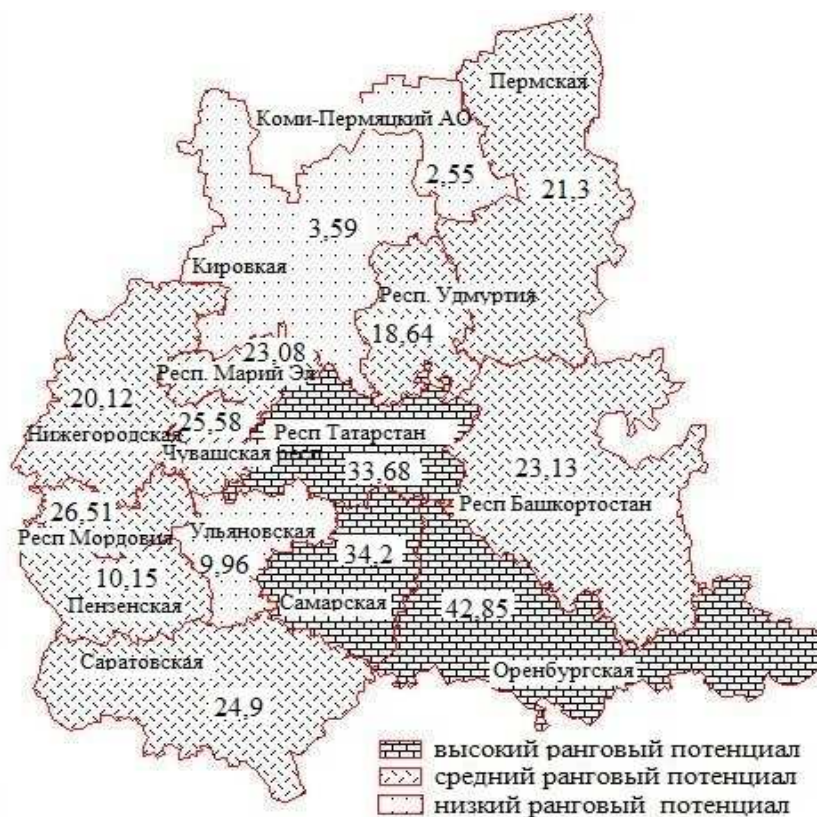 Пермская
Коми-Пермяцкий АО
2,55
21,3
3,59
Кировкая
Респ. Удмуртия
18,64
23,08
Респ. Марий Эл
20,12
25,58
Нижегородская
Чувашская респ
Респ Татарстан
33,68
23,13
Респ Башкортостан
26,51
Респ Мордовия
Ульяновская
9,96
34,2
10,15
Пензенская
Самарская
42,85
Оренбургская
Саратовская
24,9
высокий ранговый потенциал
средний ранговый потенциал
низкий ранговый потенциал